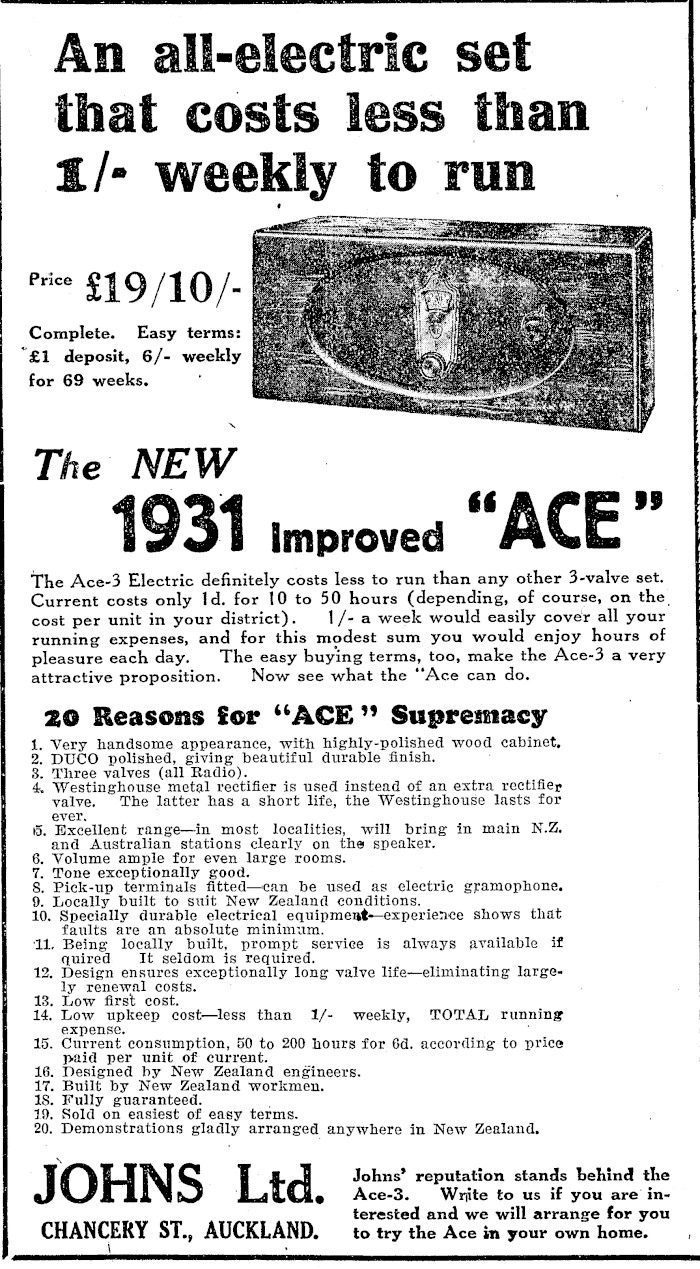 An all-electric set
that costs less than
1/- weekly to run
Price £19/10/-
Complete. Easy terms:
£1 deposit, 6/- weekly
for 69 weeks.
The NEW
1931 Improved "ACE"
The Ace-3 Electric definitely costs less to run than any other 3-valve set.
Current costs only 1d. for 10 to 50 hours (depending, of course, on the
cost per unit in your district). 1/- a week would easily cover all your
running expenses, and for this modest sum you would enjoy hours of
pleasure each day. The easy buying terms, too, make the Ace-3 a very
attractive proposition. Now see what the "Ace can do.
20 Reasons for "ACE" Supremacy
1. Very handsome appearance, with highly-polished wood cabinet.
2. DUCO polished, giving beautiful durable finish.
3. Three valves (all Radio).
4. Westinghouse metal rectifier is used instead of an extra rectifier
valve. The latter has a short life, the Westinghouse lasts for
ever.
5. Excellent range—in most localities, will bring in main N.Z.
and Australian stations clearly on the speaker.
6. Volume ample for even large rooms.
7. Tone exceptionally good.
8. Pick-up terminals fitted—can be used as electric gramophone.
9. Locally built to suit New Zealand conditions.
10. Specially durable electrical equipment—experience shows that
faults are an absolute minimum.
11. Being locally built, prompt service is always available if
quired It seldom is required.
12. Design ensures exceptionally long valve life—eliminating large-
ly renewal costs.
13. Low first cost.
14. Low upkeep cost—less than 1/- weekly, TOTAL running
expense.
15. Current consumption, 50 to 200 hours for 6d. according to price
paid per unit of current.
16. Designed by New Zealand engineers.
17. Built by New Zealand workmen.
18. Fully guaranteed.
19. Sold on easiest of easy terms.
20. Demonstrations gladly arranged anywhere in New Zealand.
JOHNS Ltd.
CHANCERY ST., AUCKLAND.
Johns' reputation stands behind the
Ace-3. Write to us if you are in-
terested and we will arrange for you
to try the Ace in your own home.